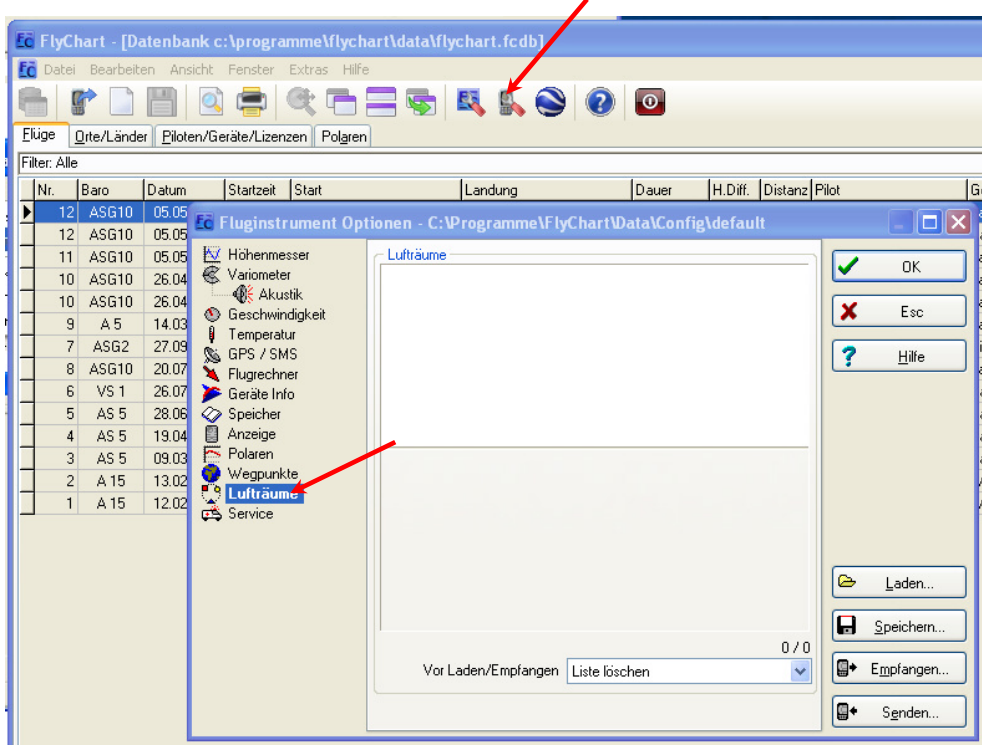 FlyChart - [Datenbank c:\programme\flychart\data\flychart.fcdb]
Datei Bearbeiten Ansicht Fenster Extras Hilfe
Flüge Orte/Länder Piloten/Geräte/Lizenzen Polaren
Filter: Alle
Nr. Baro Datum Startzeit Start Landung Dauer H.Diff. Distanz Pilot
12 ASG10 05.05
12 ASG10 05.05
11 ASG10 05.05
10 ASG10 26.04
10 ASG10 26.04
9 A 5 14.03
7 ASG2 27.09
8 ASG10 20.07
6 VS 1 26.07
5 AS 5 28.06
4 AS 5 19.04
3 AS 5 09.03
2 A 15 13.02
1 A 15 12.02
Fluginstrument Optionen - C:\Programme\FlyChart\Data\Config\default
Höhenmesser
Variometer
Akustik
Geschwindigkeit
Temperatur
GPS / SMS
Flugrechner
Geräte Info
Speicher
Anzeige
Polaren
Wegpunkte
Lufträume
Service
Lufträume
0 / 0
Vor Laden/Empfangen Liste löschen
OK
Esc
Hilfe
Laden...
Speichern...
Empfangen...
Senden...